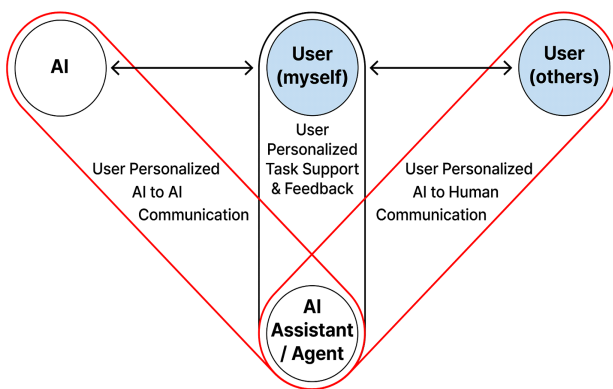 AI
User
(myself)
User
(others)
User
Personalized
Task Support
& Feedback
User Personalized
AI to AI
Communication
User Personalized
AI to Human
Communication
AI
Assistant
/ Agent